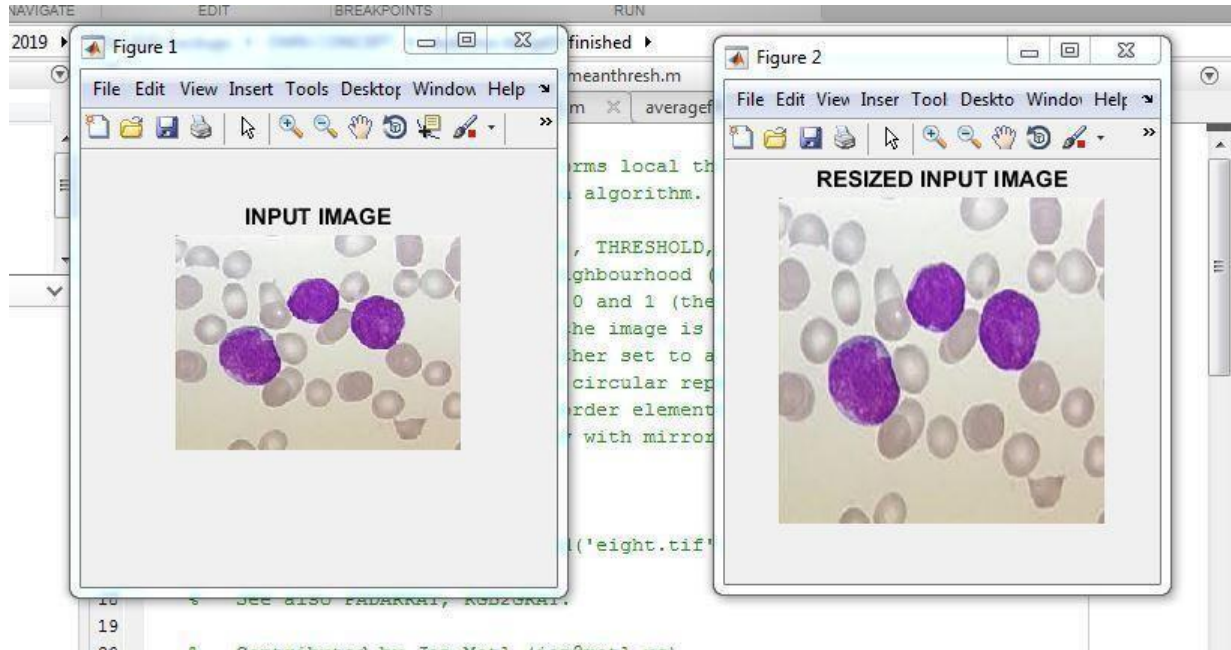 NAVIGATE EDIT BREAKPOINTS RUN
2019 finished
meanthresh.m
m averagef
Figure 1
File Edit View Insert Tools Desktop Window Help
INPUT IMAGE
Figure 2
File Edit View Inser Tool Deskto Window Help
RESIZED INPUT IMAGE
rms local th
algorithm.
, THRESHOLD,
ghbourhood (
0 and 1 (the
he image is
her set to a
circular rep
order element
with mirror
('eight.tif'
18 % See also PADARRAY, RGB2GRAY.
19